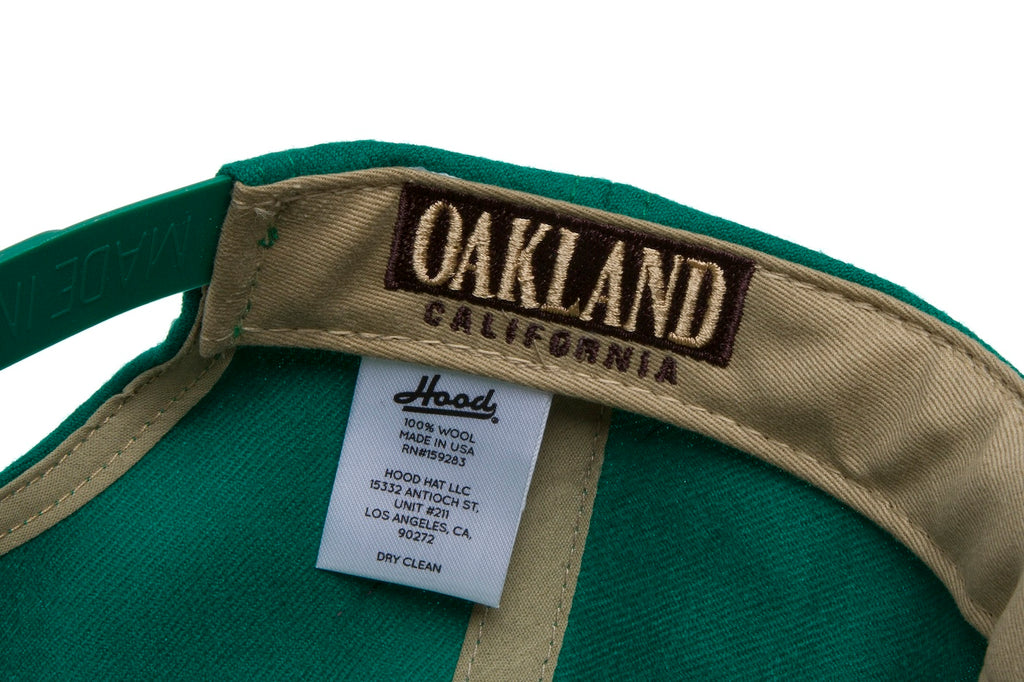 MADE IN
OAKLAND
CALIFORNIA
Hood®
100% WOOL
MADE IN USA
RN#159283
HOOD HAT LLC
15332 ANTIOCH ST.
UNIT #211
LOS ANGELES, CA,
90272
DRY CLEAN